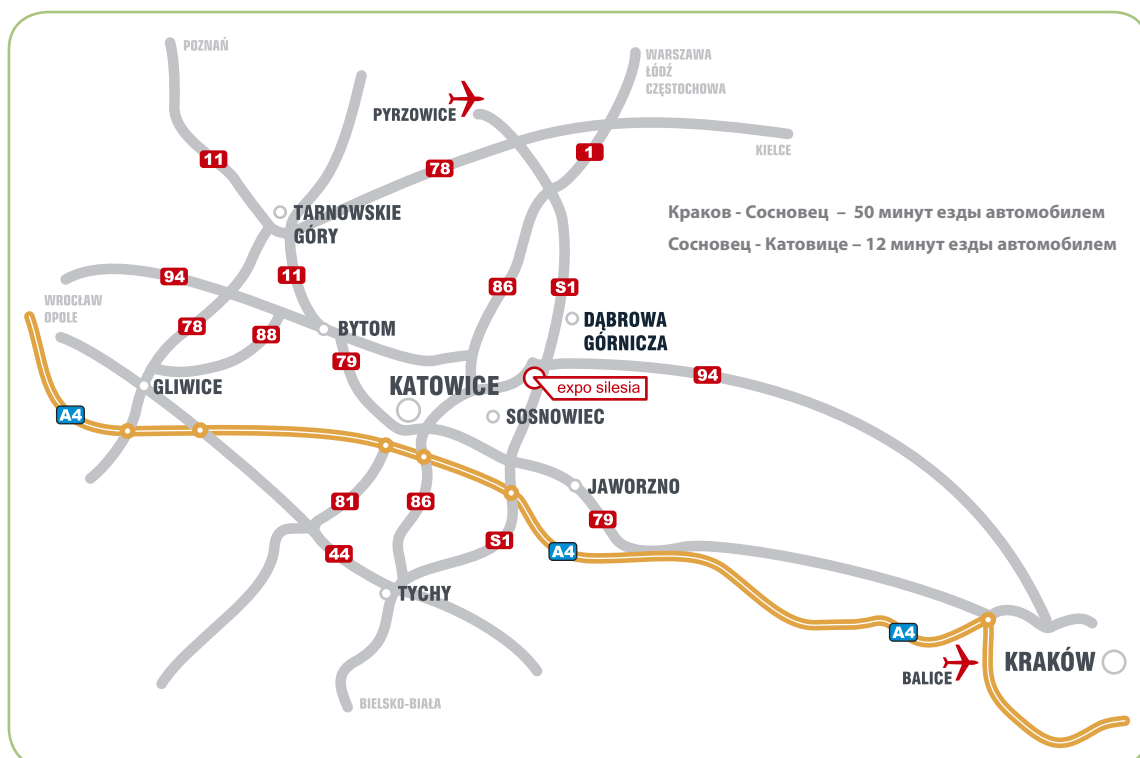 POZNAŃ
WARSZAWA
ŁÓDŹ
CZĘSTOCHOWA
PYRZOWICE
1
KIELCE
11
78
TARNOWSKIE
GÓRY
Краков - Сосновец – 50 минут езды автомобилем
Сосновец - Катовице – 12 минут езды автомобилем
94
11
86
S1
WROCŁAW
OPOLE
78
88
BYTOM
DĄBROWA
GÓRNICZA
79
GLIWICE
KATOWICE
expo silesia
94
A4
SOSNOWIEC
81
86
JAWORZNO
79
44
S1
A4
TYCHY
A4
BALICE
KRAKÓW
BIELSKO-BIAŁA